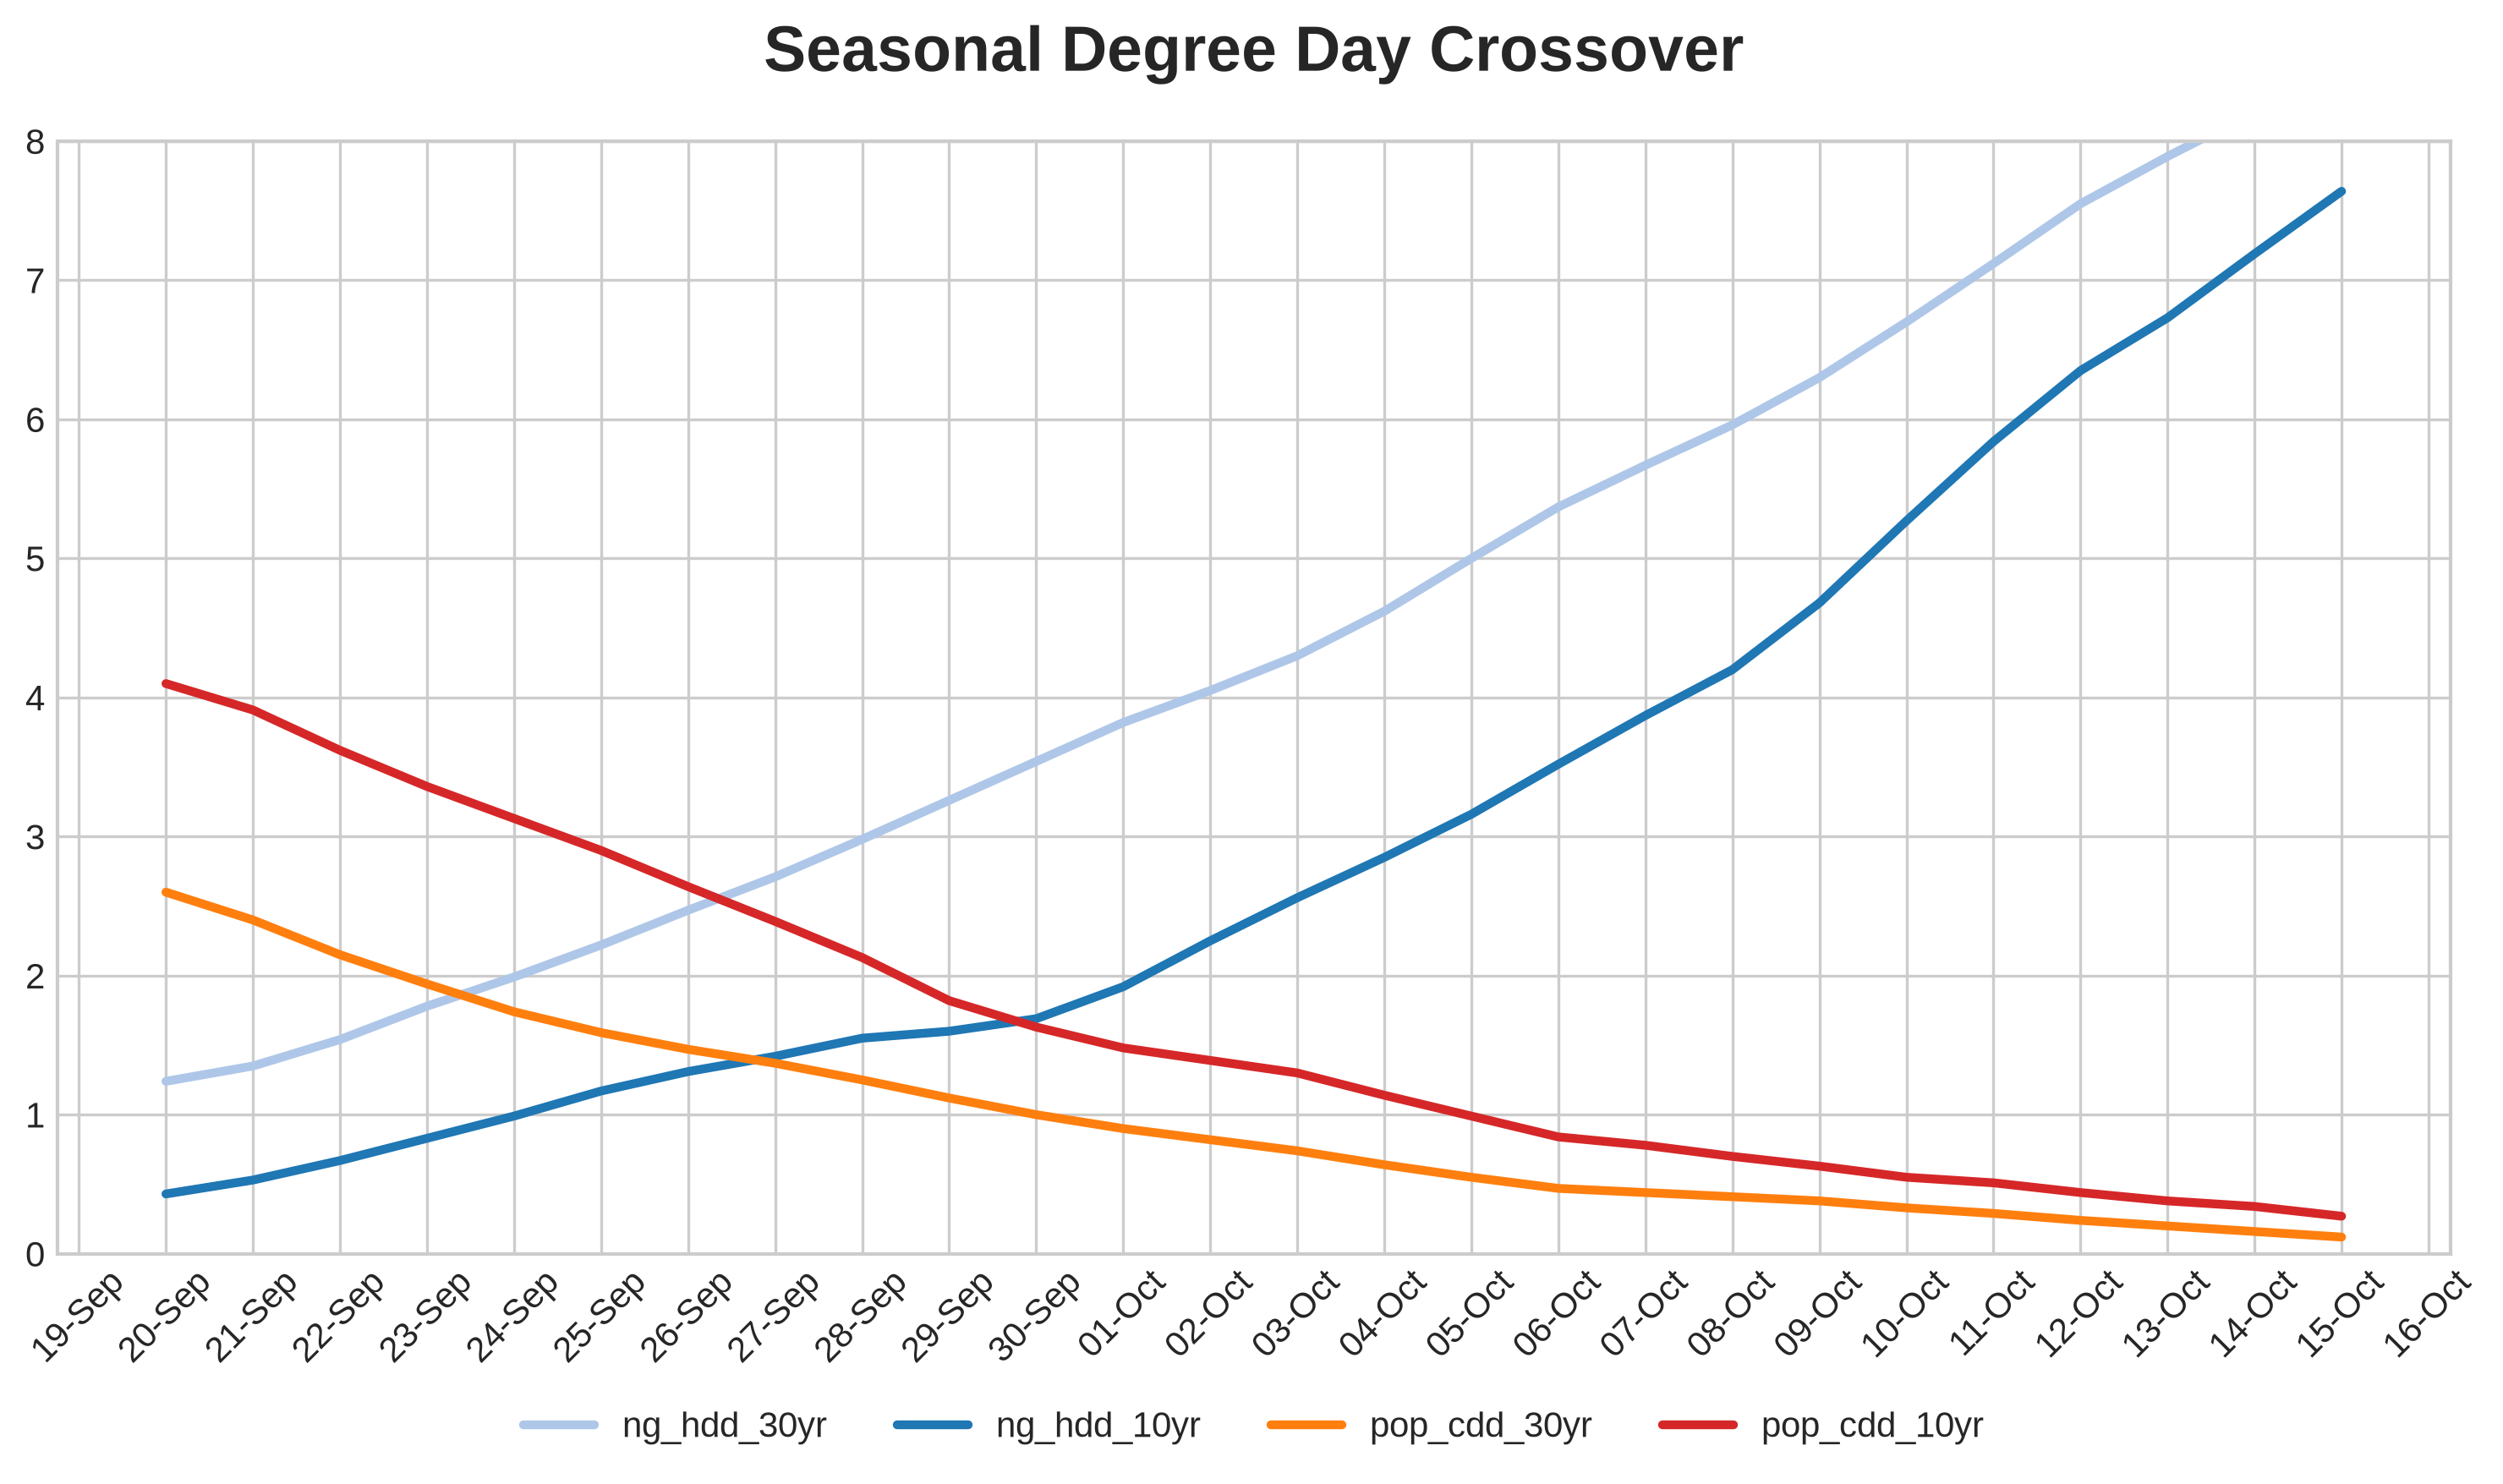 Seasonal Degree Day Crossover
8
7
6
5
4
3
2
1
0
19-Sep
20-Sep
21-Sep
22-Sep
23-Sep
24-Sep
25-Sep
26-Sep
27-Sep
28-Sep
29-Sep
30-Sep
01-Oct
02-Oct
03-Oct
04-Oct
05-Oct
06-Oct
07-Oct
08-Oct
09-Oct
10-Oct
11-Oct
12-Oct
13-Oct
14-Oct
15-Oct
16-Oct
ng_hdd_30yr
ng_hdd_10yr
pop_cdd_30yr
pop_cdd_10yr